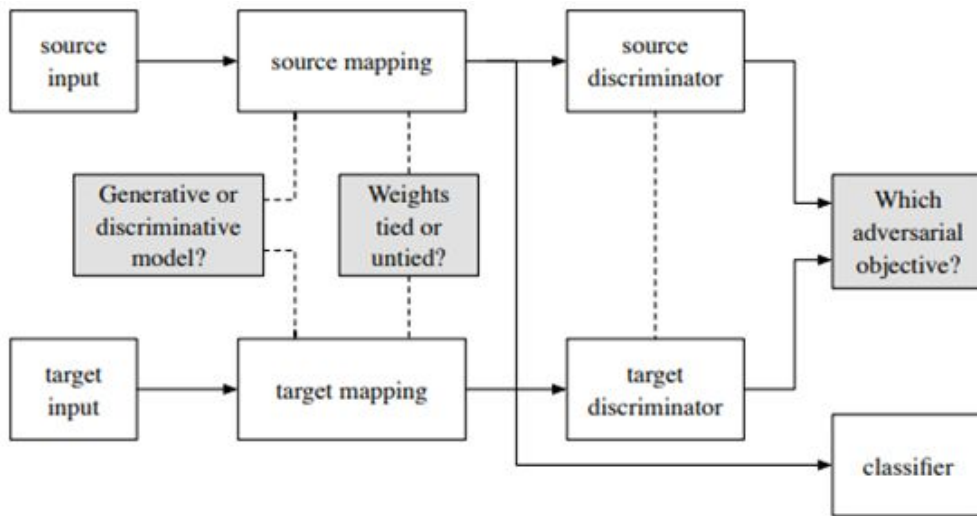 source
input
source mapping
source
discriminator
Generative or
discriminative
model?
Weights
tied or
untied?
Which
adversarial
objective?
target
input
target mapping
target
discriminator
classifier